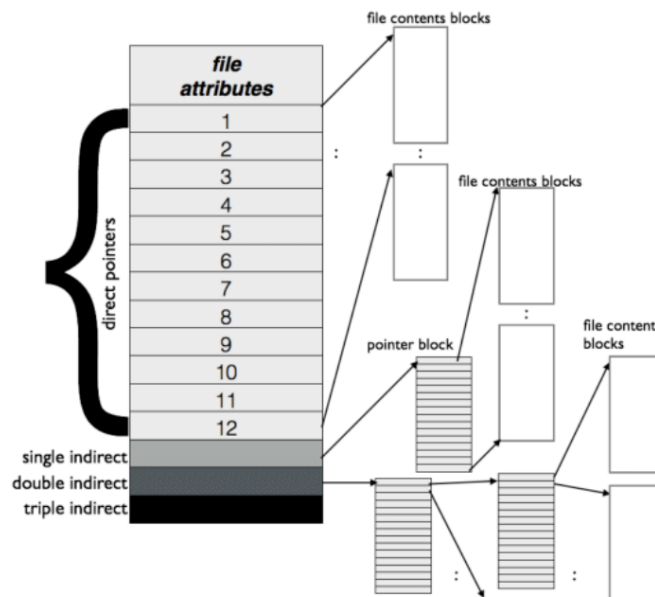 file contents blocks
file
attributes
1
2
3
4
5
6
7
8
9
10
11
12
direct pointers
single indirect
double indirect
triple indirect
:
:
file contents blocks
:
pointer block
file content
blocks
:
: